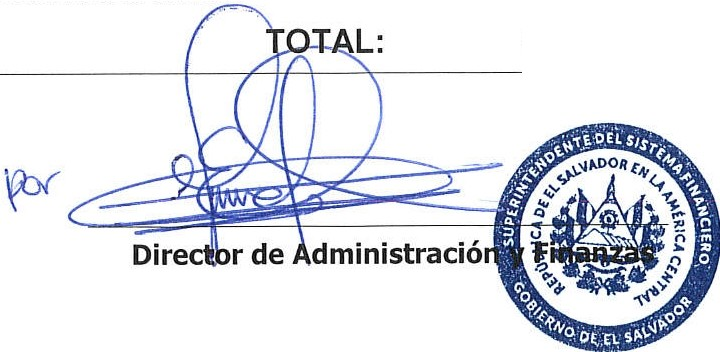 TOTAL:
por
Director de Administración y Finanzas
SUPERINTENDENTE DEL SISTEMA FINANCIERO
REPÚBLICA DE EL SALVADOR EN LA AMÉRICA CENTRAL
GOBIERNO DE EL SALVADOR